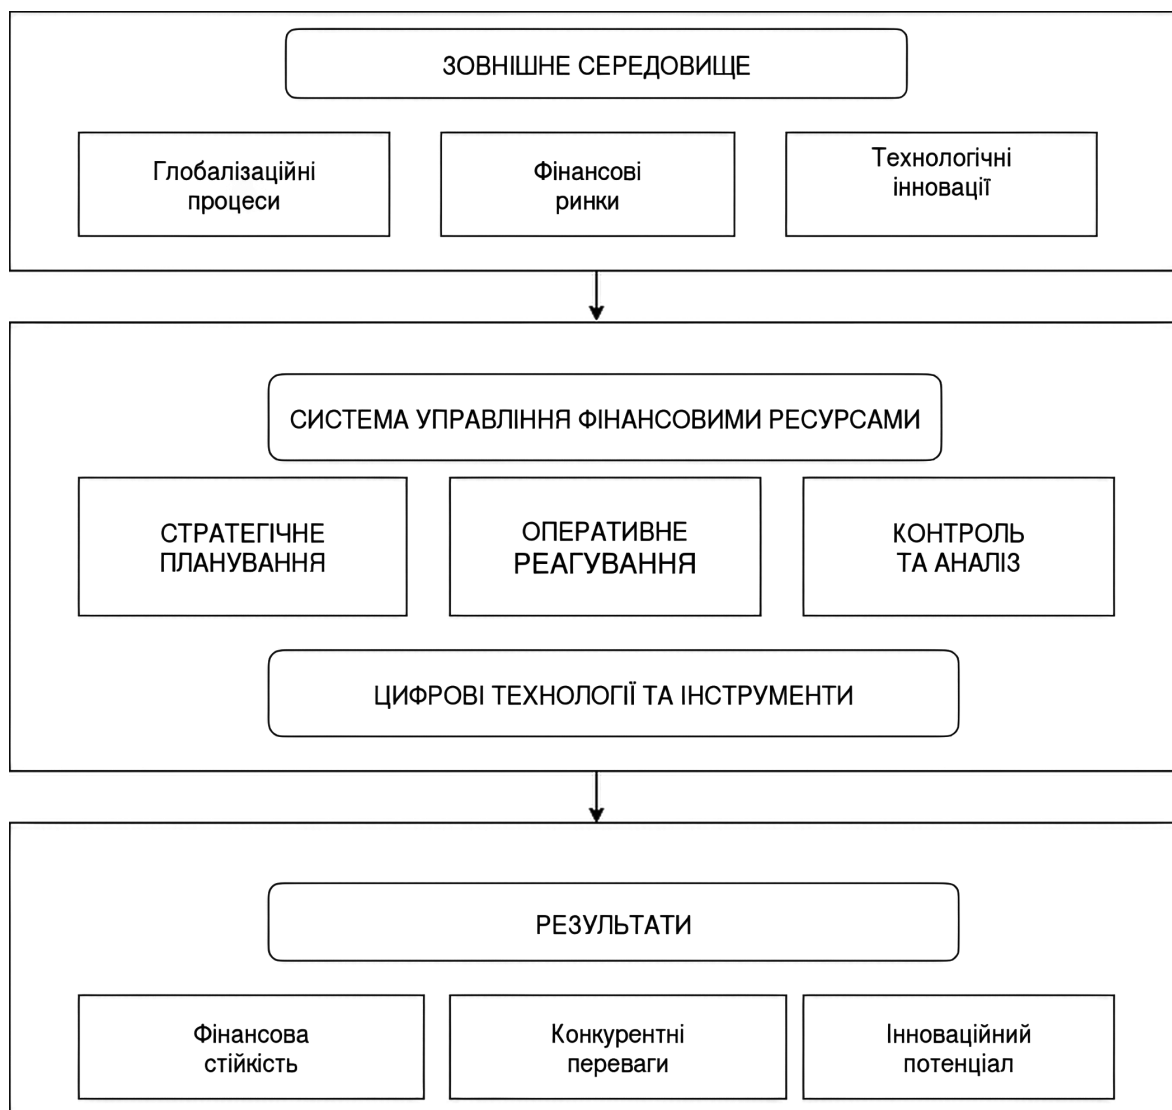 ЗОВНІШНЕ СЕРЕДОВИЩЕ
Глобалізаційні
процеси
Фінансові
ринки
Технологічні
інновації
СИСТЕМА УПРАВЛІННЯ ФІНАНСОВИМИ РЕСУРСАМИ
СТРАТЕГІЧНЕ
ПЛАНУВАННЯ
ОПЕРАТИВНЕ
РЕАГУВАННЯ
КОНТРОЛЬ
ТА АНАЛІЗ
ЦИФРОВІ ТЕХНОЛОГІЇ ТА ІНСТРУМЕНТИ
РЕЗУЛЬТАТИ
Фінансова
стійкість
Конкурентні
переваги
Інноваційний
потенціал